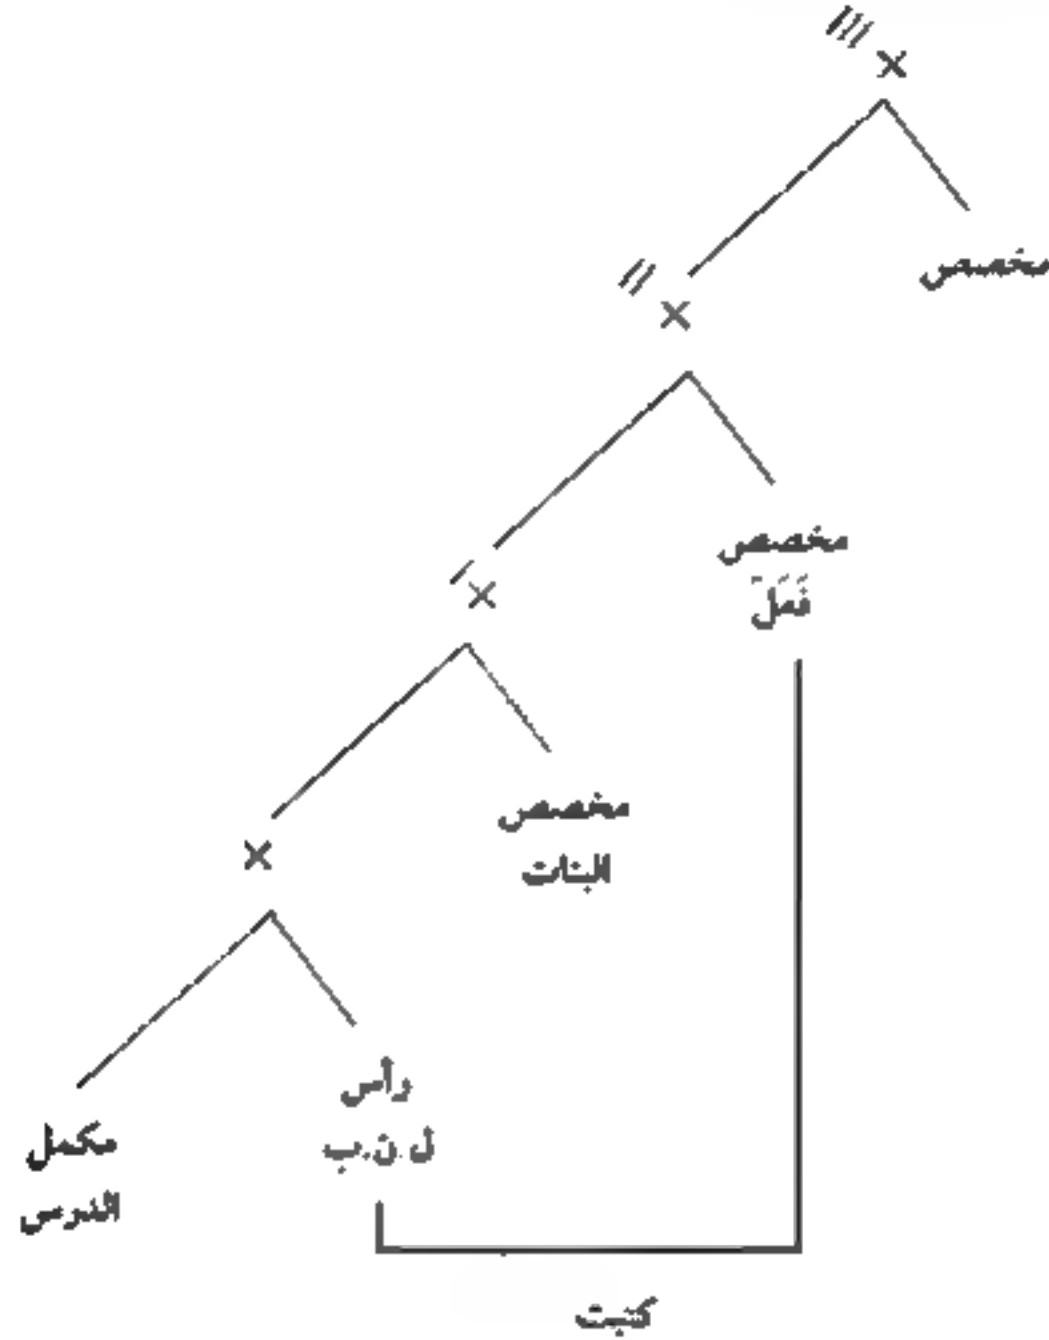 ×///
مخصص
×//
مخصص
فَعَلَ
×/
مخصص
البنات
×
رأس
ل.ن.ب
مكمل
الدرس
كتبت